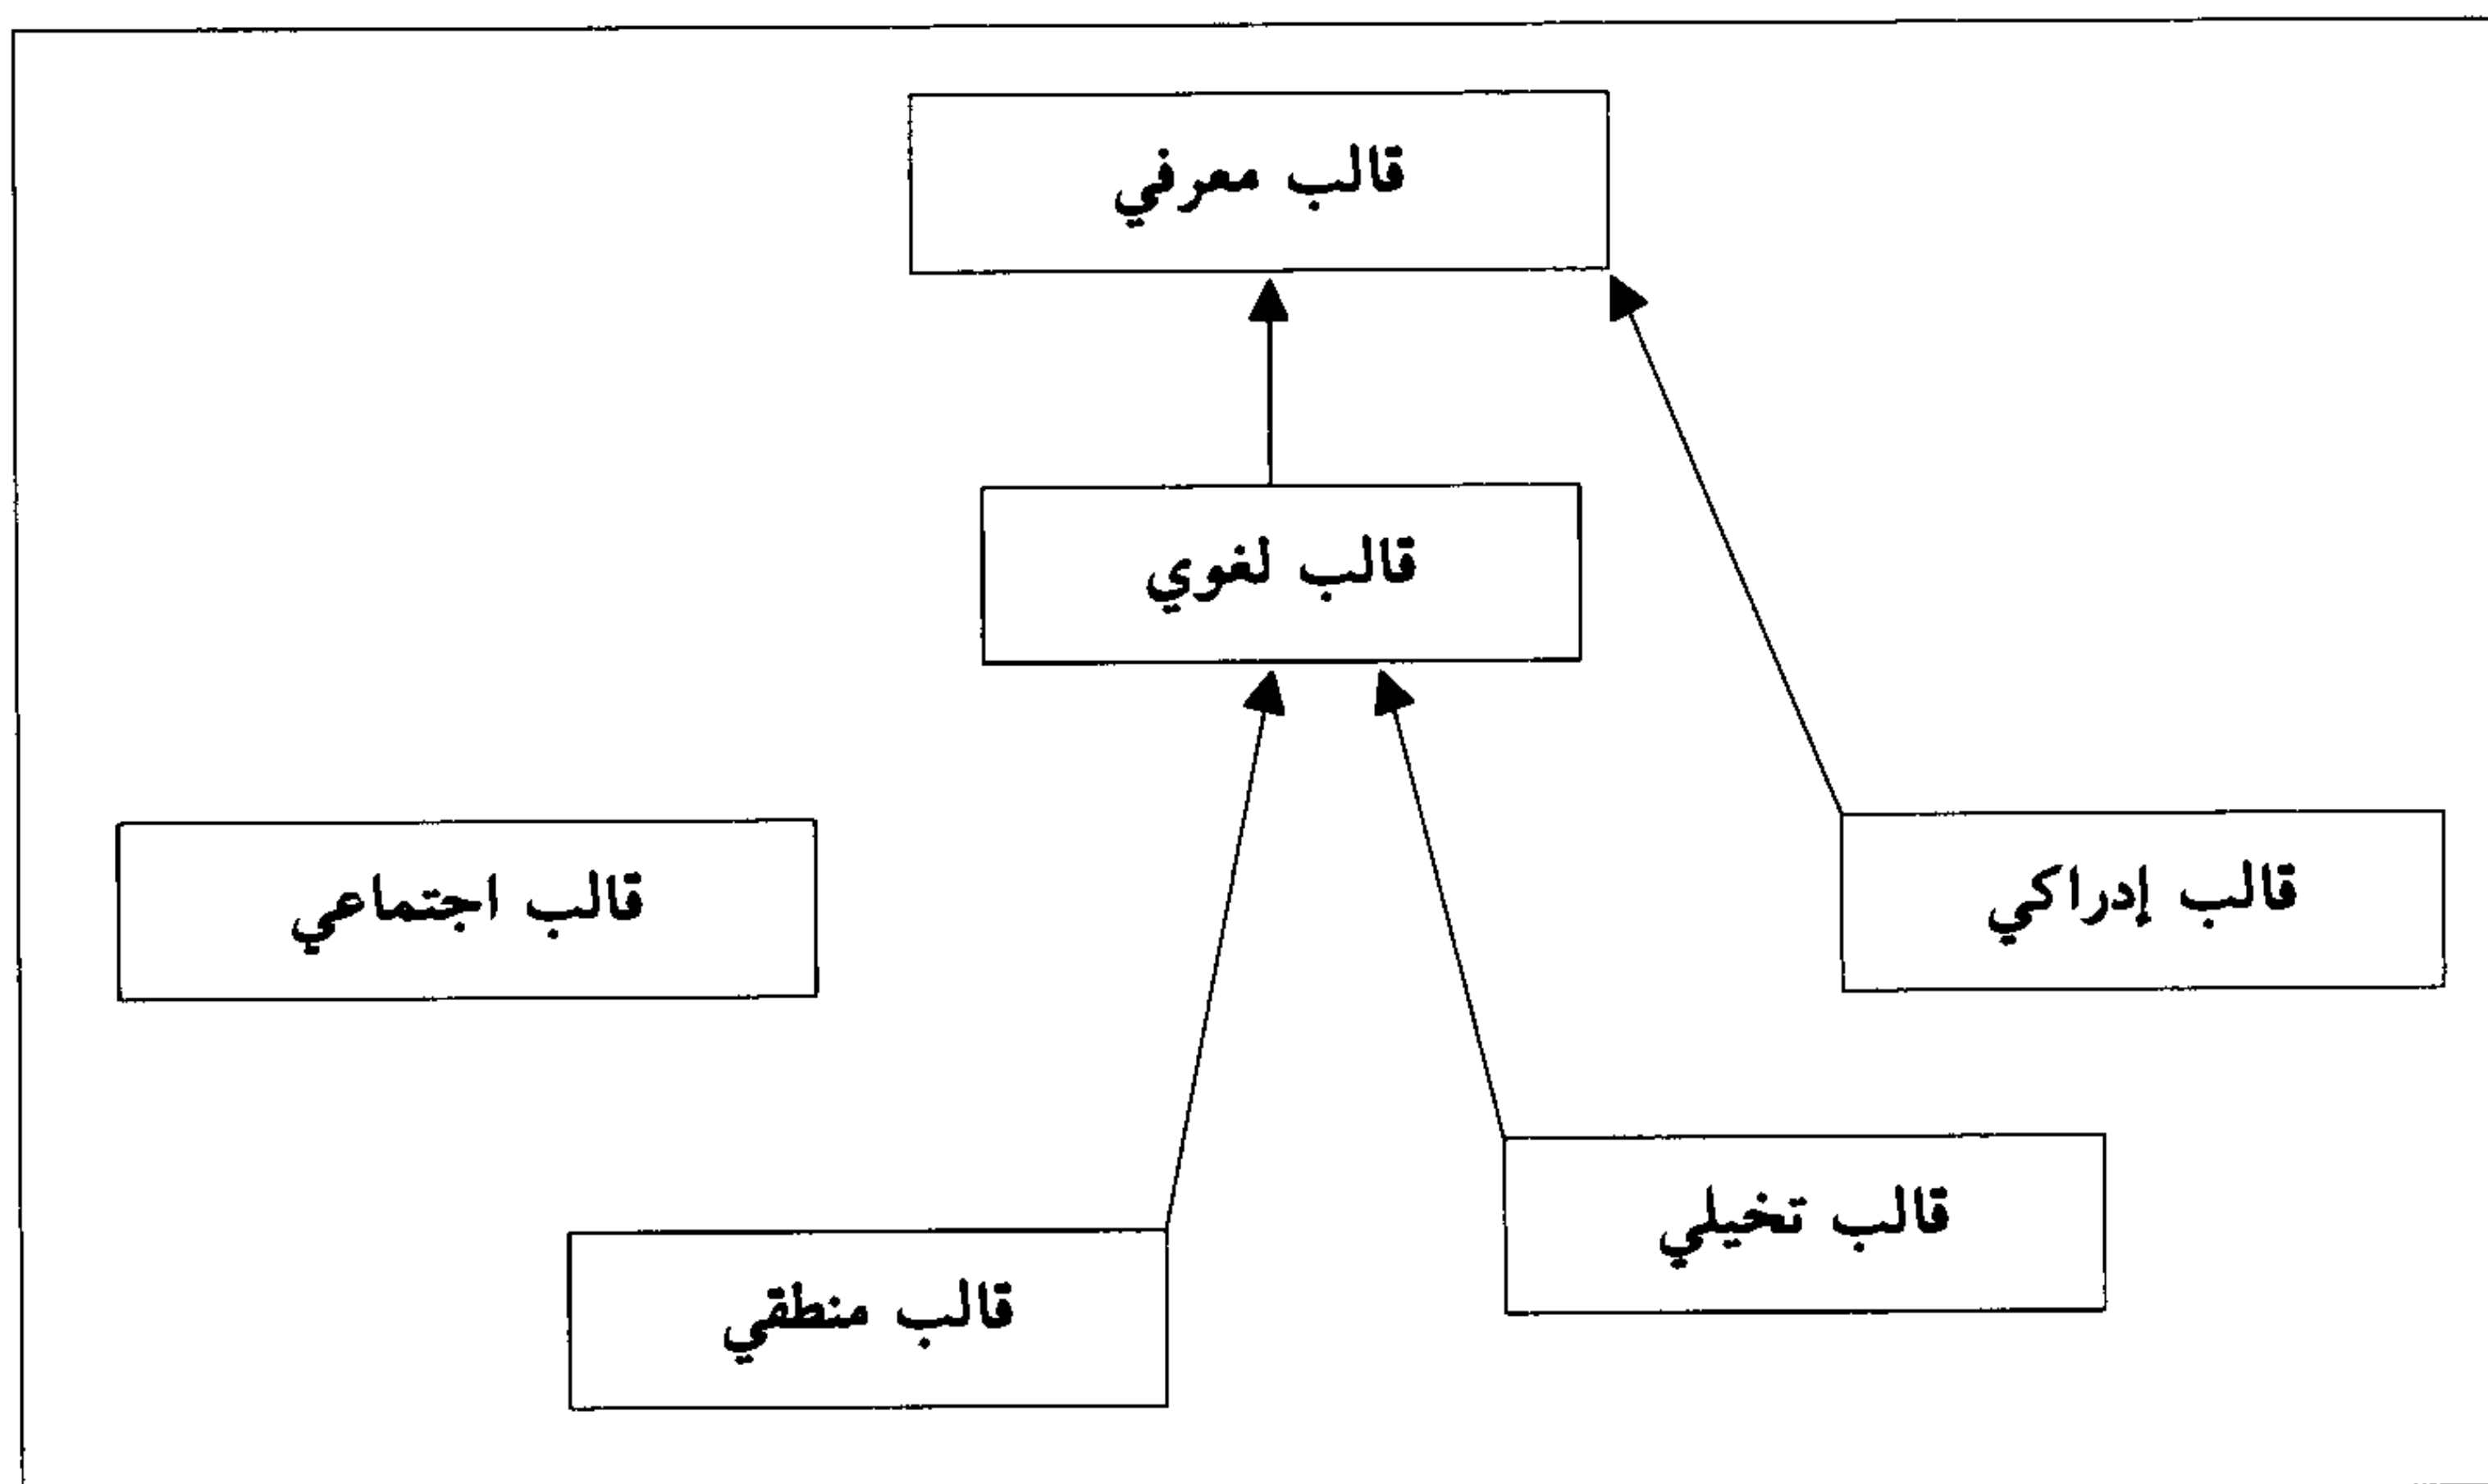 قالب معرفي
قالب لغوي
قالب إدراكي
قالب اجتماعي
قالب تخيلي
قالب منطقي